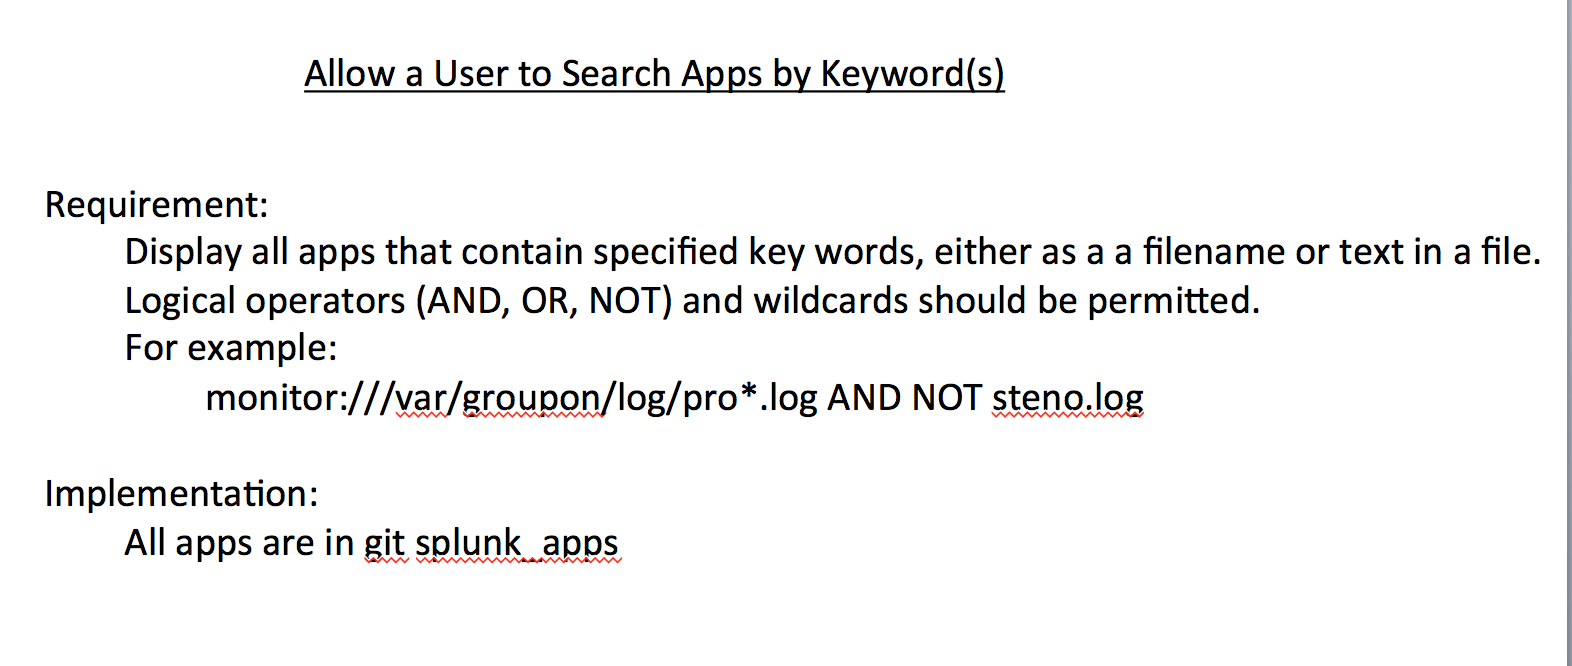 Allow a User to Search Apps by Keyword(s)
Requirement:
Display all apps that contain specified key words, either as a a filename or text in a file.
Logical operators (AND, OR, NOT) and wildcards should be permitted.
For example:
monitor:///var/groupon/log/pro*.log AND NOT steno.log
Implementation:
All apps are in git splunk_apps